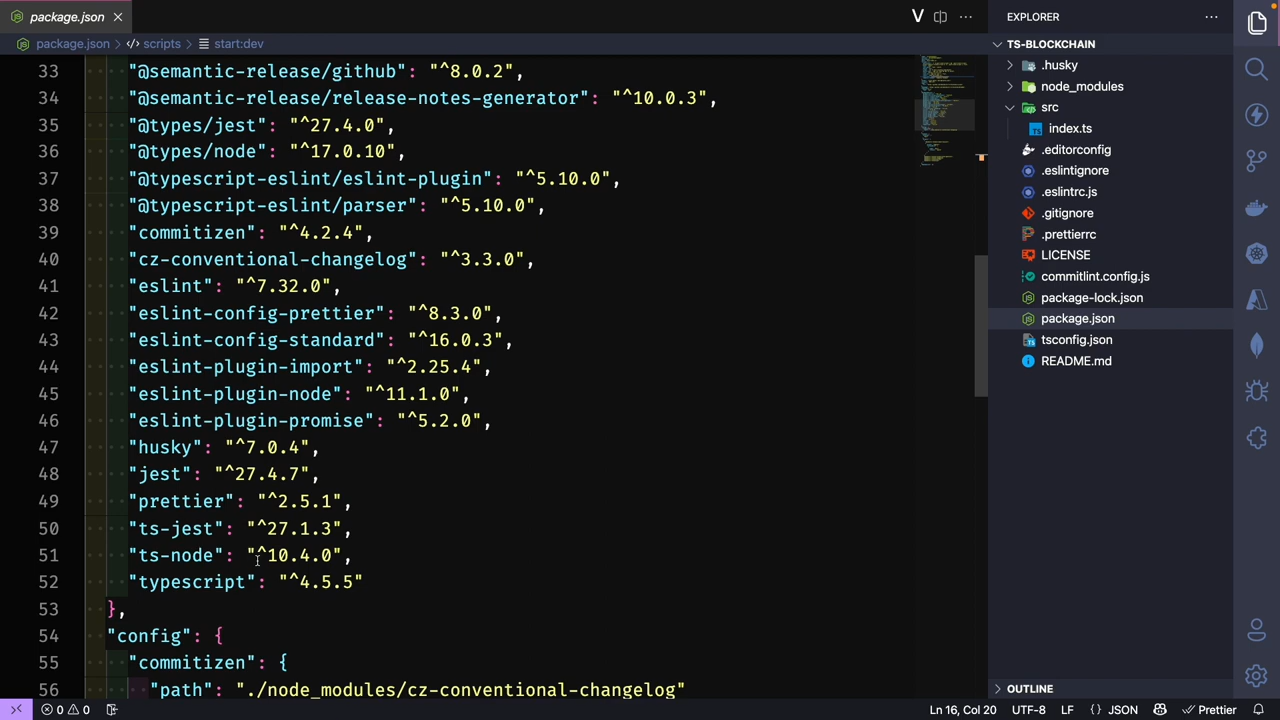 package.json
package.json > scripts > start:dev
33 "@semantic-release/github": "^8.0.2",
34 "@semantic-release/release-notes-generator": "^10.0.3",
35 "@types/jest": "^27.4.0",
36 "@types/node": "^17.0.10",
37 "@typescript-eslint/eslint-plugin": "^5.10.0",
38 "@typescript-eslint/parser": "^5.10.0",
39 "commitizen": "^4.2.4",
40 "cz-conventional-changelog": "^3.3.0",
41 "eslint": "^7.32.0",
42 "eslint-config-prettier": "^8.3.0",
43 "eslint-config-standard": "^16.0.3",
44 "eslint-plugin-import": "^2.25.4",
45 "eslint-plugin-node": "^11.1.0",
46 "eslint-plugin-promise": "^5.2.0",
47 "husky": "^7.0.4",
48 "jest": "^27.4.7",
49 "prettier": "^2.5.1",
50 "ts-jest": "^27.1.3",
51 "ts-node": "^10.4.0",
52 "typescript": "^4.5.5"
53 },
54 "config": {
55 "commitizen": {
56 "path": "./node_modules/cz-conventional-changelog"
EXPLORER
TS-BLOCKCHAIN
.husky
node_modules
src
index.ts
.editorconfig
.eslintignore
.eslintrc.js
.gitignore
.prettierrc
LICENSE
commitlint.config.js
package-lock.json
package.json
tsconfig.json
README.md
OUTLINE
0 0
Ln 16, Col 20 UTF-8 LF {} JSON Prettier